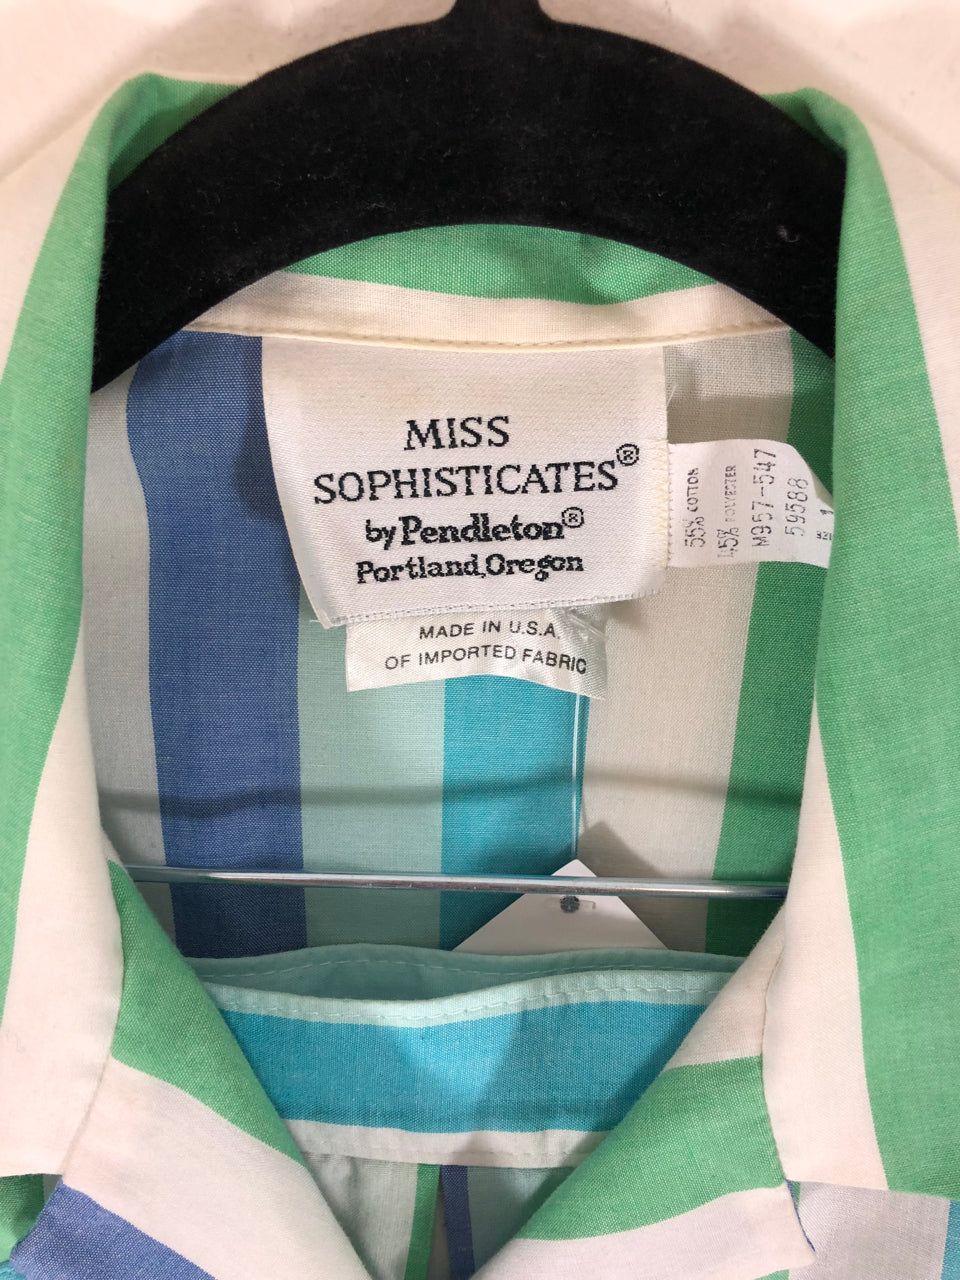 MISS
SOPHISTICATES®
by Pendleton®
Portland, Oregon
MADE IN U.S.A.
OF IMPORTED FABRIC
55% COTTON
45% POLYESTER
M957-547
59588